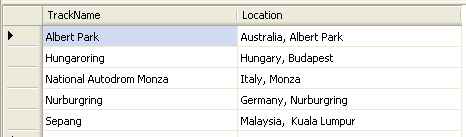 TrackName Location
Albert Park Australia, Albert Park
Hungaroring Hungary, Budapest
National Autodrom Monza Italy, Monza
Nurburgring Germany, Nurburgring
Sepang Malaysia,  Kuala Lumpur